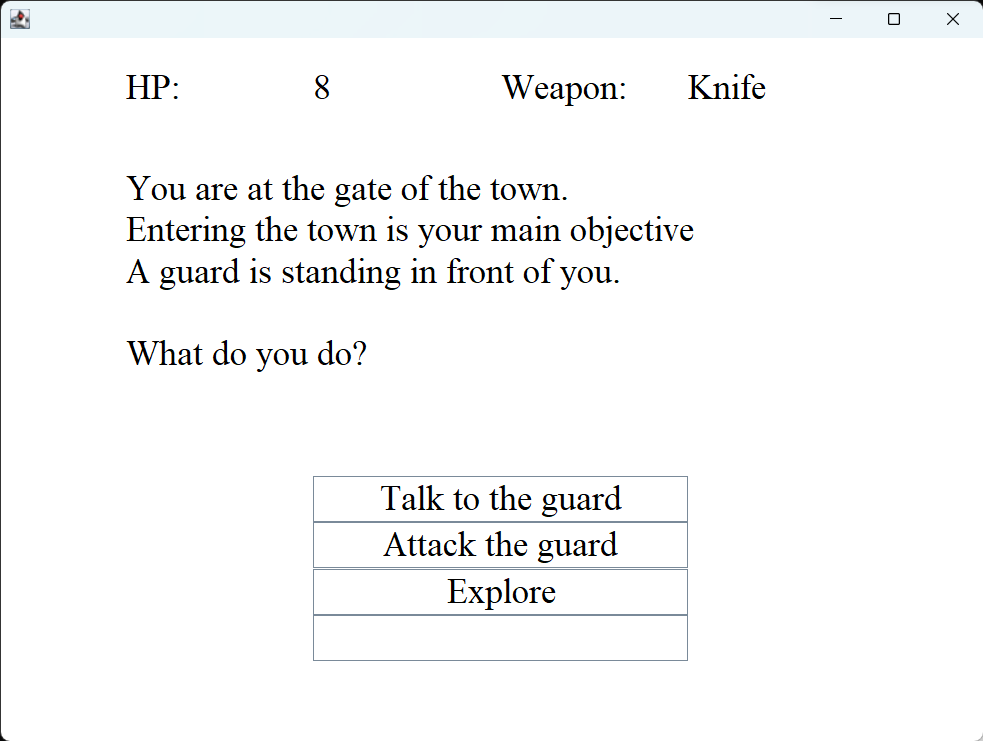 HP: 8 Weapon: Knife
You are at the gate of the town.
Entering the town is your main objective
A guard is standing in front of you.
What do you do?
Talk to the guard
Attack the guard
Explore